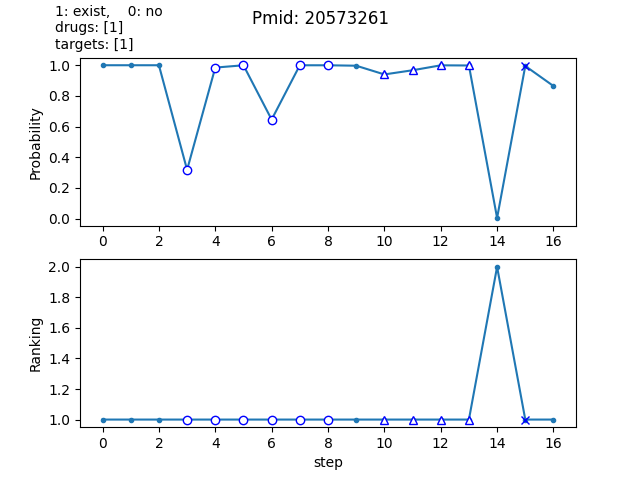 1: exist,    0: no
drugs: [1]
targets: [1]
Pmid: 20573261
Probability
1.0
0.8
0.6
0.4
0.2
0.0
0 2 4 6 8 10 12 14 16
Ranking
2.0
1.8
1.6
1.4
1.2
1.0
0 2 4 6 8 10 12 14 16
step